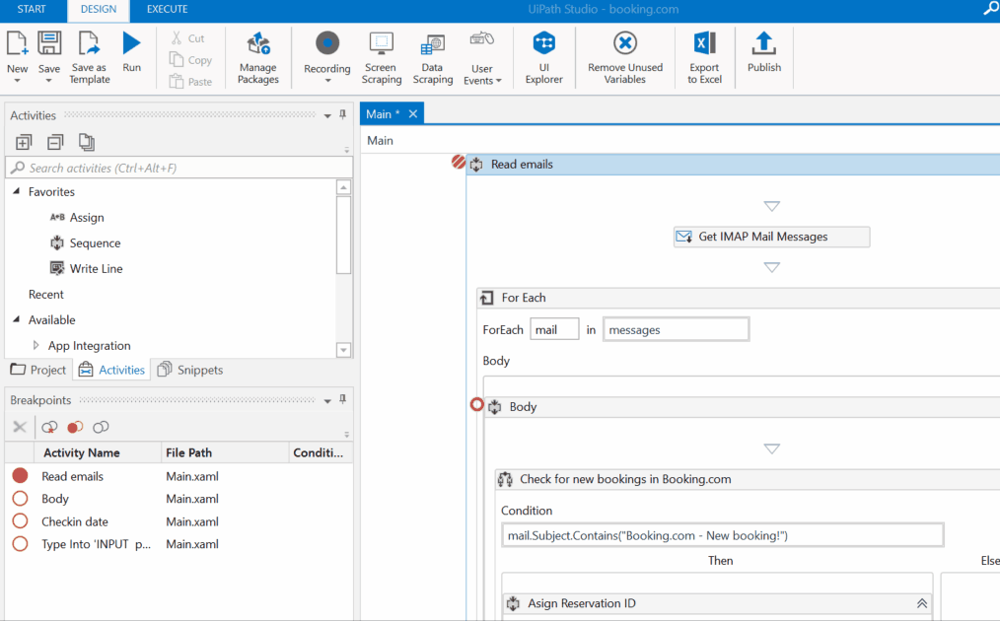 START DESIGN EXECUTE UiPath Studio - booking.com
New Save Save as Template Run Cut Copy Paste Manage Packages Recording Screen Scraping Data Scraping User Events UI Explorer Remove Unused Variables Export to Excel Publish
Activities
Search activities (Ctrl+Alt+F)
Favorites
A*B Assign
Sequence
Write Line
Recent
Available
App Integration
Project Activities Snippets
Breakpoints
Activity Name File Path Conditi...
Read emails Main.xaml
Body Main.xaml
Checkin date Main.xaml
Type Into 'INPUT p... Main.xaml
Main *
Main
Read emails
Get IMAP Mail Messages
For Each
ForEach mail in messages
Body
Body
Check for new bookings in Booking.com
Condition
mail.Subject.Contains("Booking.com - New booking!")
Then Else
Asign Reservation ID